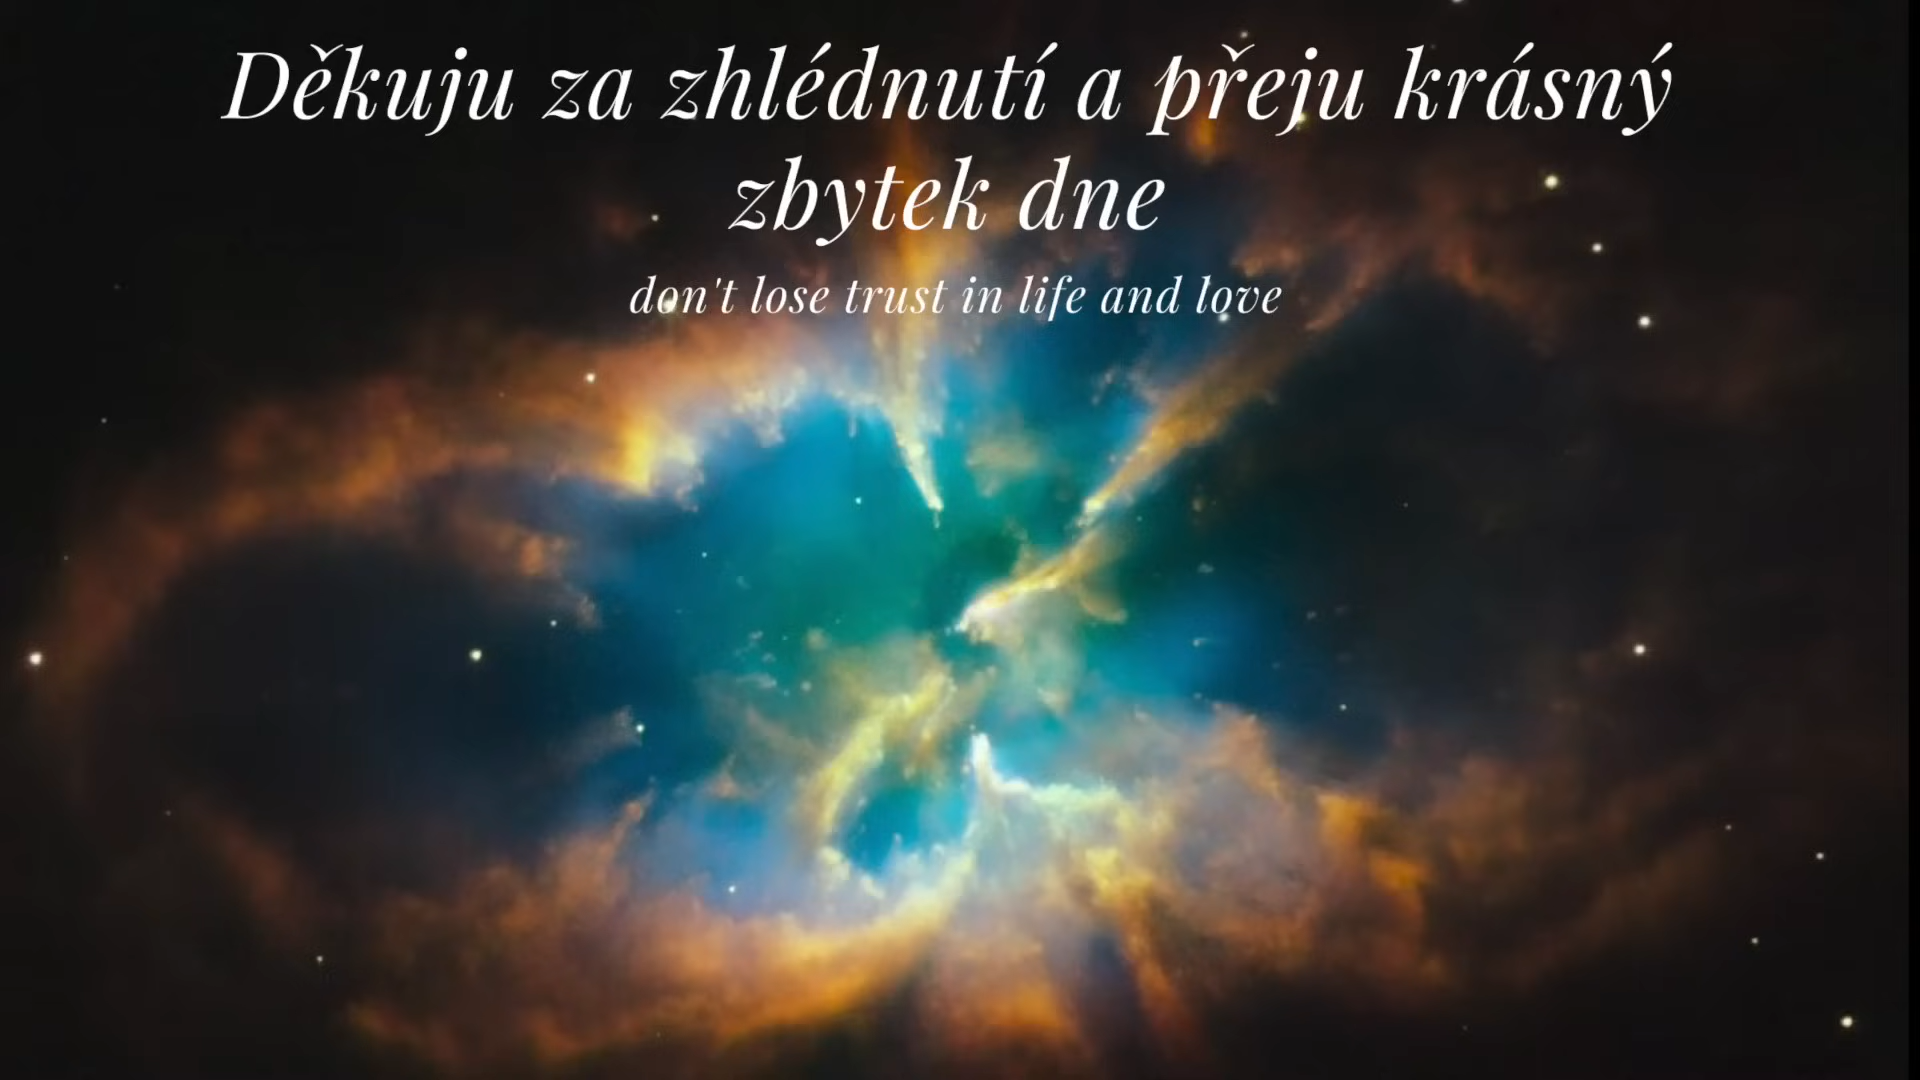 Děkuju za zhlédnutí a přeju krásný
zbytek dne
don't lose trust in life and love